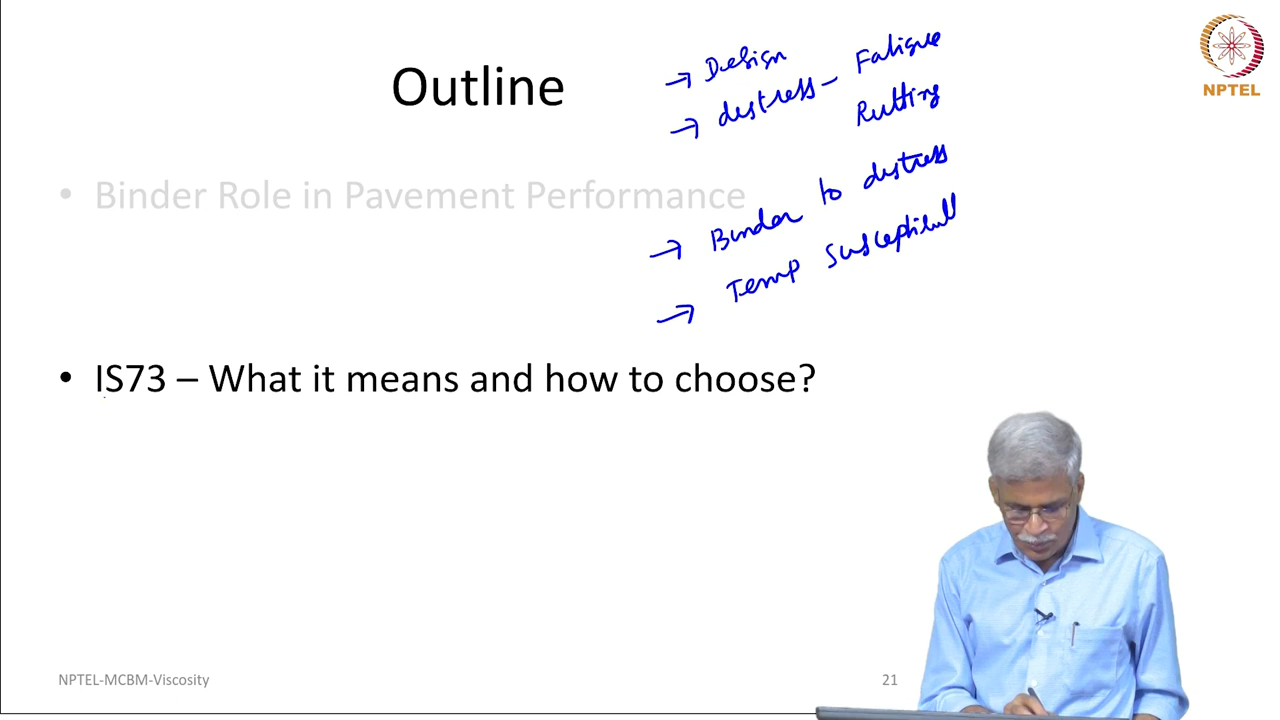 Outline
→ Design
→ distress – Fatigue
Rutting
• Binder Role in Pavement Performance
→ Binder to distress
→ Temp
• IS73 – What it means and how to choose?
NPTEL
NPTEL-MCBM-Viscosity
21